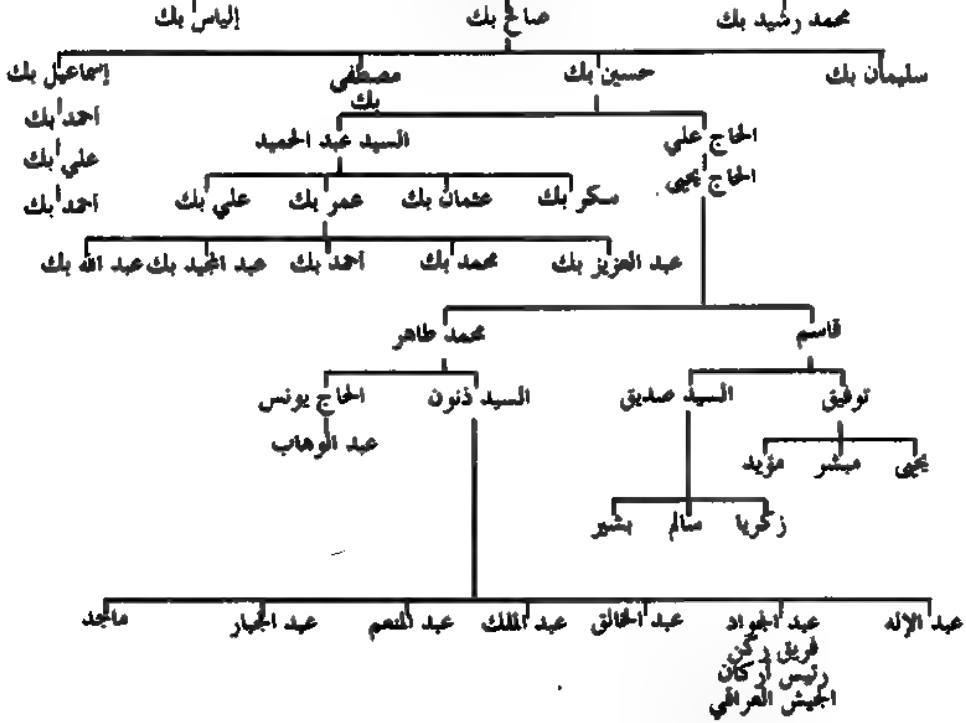 محمد رشيد بك صالح بك إلياس بك
سليمان بك حسين بك مصطفى بك إسماعيل بك
أحمد بك
علي بك
أحمد بك
الحاج علي السيد عبد الحميد
الحاج يحيى
سكر بك عثمان بك عمر بك علي بك
عبد العزيز بك محمد بك أحمد بك عبد المجيد بك عبد الله بك
قاسم محمد طاهر
توفيق السيد صديق السيد ذنون الحاج يونس
عبد الوهاب
يحيى مبشر مؤيد
زكريا سالم بشير
عبد الإله عبد الجواد عبد الخالق عبد الملك عبد المنعم عبد الجبار ماجد
فريق ركن
رئيس أركان
الجيش العراقي